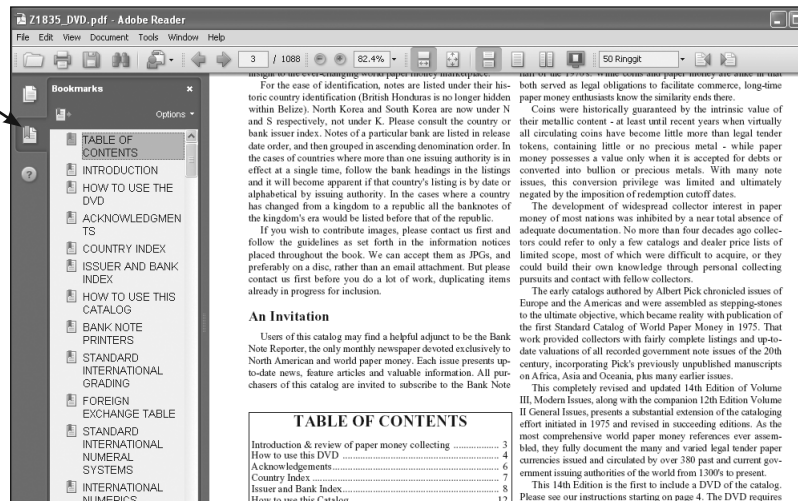 Z1835_DVD.pdf - Adobe Reader
File Edit View Document Tools Window Help
3 / 1088 82.4% 50 Ringgit
Bookmarks
Options
TABLE OF
CONTENTS
INTRODUCTION
HOW TO USE THE
DVD
ACKNOWLEDGMEN
TS
COUNTRY INDEX
ISSUER AND BANK
INDEX
HOW TO USE THIS
CATALOG
BANK NOTE
PRINTERS
STANDARD
INTERNATIONAL
GRADING
FOREIGN
EXCHANGE TABLE
STANDARD
INTERNATIONAL
NUMERAL
SYSTEMS
INTERNATIONAL
NUMERICS
insight to the ever-changing world paper money marketplace.
For the ease of identification, notes are listed under their his-
toric country identification (British Honduras is no longer hidden
within Belize). North Korea and South Korea are now under N
and S respectively, not under K. Please consult the country or
bank issuer index. Notes of a particular bank are listed in release
date order, and then grouped in ascending denomination order. In
the cases of countries where more than one issuing authority is in
effect at a single time, follow the bank headings in the listings
and it will become apparent if that country's listing is by date or
alphabetical by issuing authority. In the cases where a country
has changed from a kingdom to a republic all the banknotes of
the kingdom's era would be listed before that of the republic.
If you wish to contribute images, please contact us first and
follow the guidelines as set forth in the information notices
placed throughout the book. We can accept them as JPGs, and
preferably on a disc, rather than an email attachment. But please
contact us first before you do a lot of work, duplicating items
already in progress for inclusion.
An Invitation
Users of this catalog may find a helpful adjunct to be the Bank
Note Reporter, the only monthly newspaper devoted exclusively to
North American and world paper money. Each issue presents up-
to-date news, feature articles and valuable information. All pur-
chasers of this catalog are invited to subscribe to the Bank Note
TABLE OF CONTENTS
Introduction & review of paper money collecting .................. 3
How to use this DVD .................. 4
Acknowledgements .................. 6
Country Index .................. 7
Issuer and Bank Index .................. 8
How to use this Catalog .................. 12
half of the 1970's. While coins and paper money are alike in that
both served as legal obligations to facilitate commerce, long-time
paper money enthusiasts know the similarity ends there.
Coins were historically guaranteed by the intrinsic value of
their metallic content - at least until recent years when virtually
all circulating coins have become little more than legal tender
tokens, containing little or no precious metal - while paper
money possesses a value only when it is accepted for debts or
converted into bullion or precious metals. With many note
issues, this conversion privilege was limited and ultimately
negated by the imposition of redemption cutoff dates.
The development of widespread collector interest in paper
money of most nations was inhibited by a near total absence of
adequate documentation. No more than four decades ago collec-
tors could refer to only a few catalogs and dealer price lists of
limited scope, most of which were difficult to acquire, or they
could build their own knowledge through personal collecting
pursuits and contact with fellow collectors.
The early catalogs authored by Albert Pick chronicled issues of
Europe and the Americas and were assembled as stepping-stones
to the ultimate objective, which became reality with publication of
the first Standard Catalog of World Paper Money in 1975. That
work provided collectors with fairly complete listings and up-to-
date valuations of all recorded government note issues of the 20th
century, incorporating Pick's previously unpublished manuscripts
on Africa, Asia and Oceania, plus many earlier issues.
This completely revised and updated 14th Edition of Volume
III, Modern Issues, along with the companion 12th Edition Volume
II General Issues, presents a substantial extension of the cataloging
effort initiated in 1975 and revised in succeeding editions. As the
most comprehensive world paper money references ever assem-
bled, they fully document the many and varied legal tender paper
currencies issued and circulated by over 380 past and current gov-
ernment issuing authorities of the world from 1300's to present.
This 14th Edition is the first to include a DVD of the catalog.
Please see our instructions starting on page 4. The DVD requires